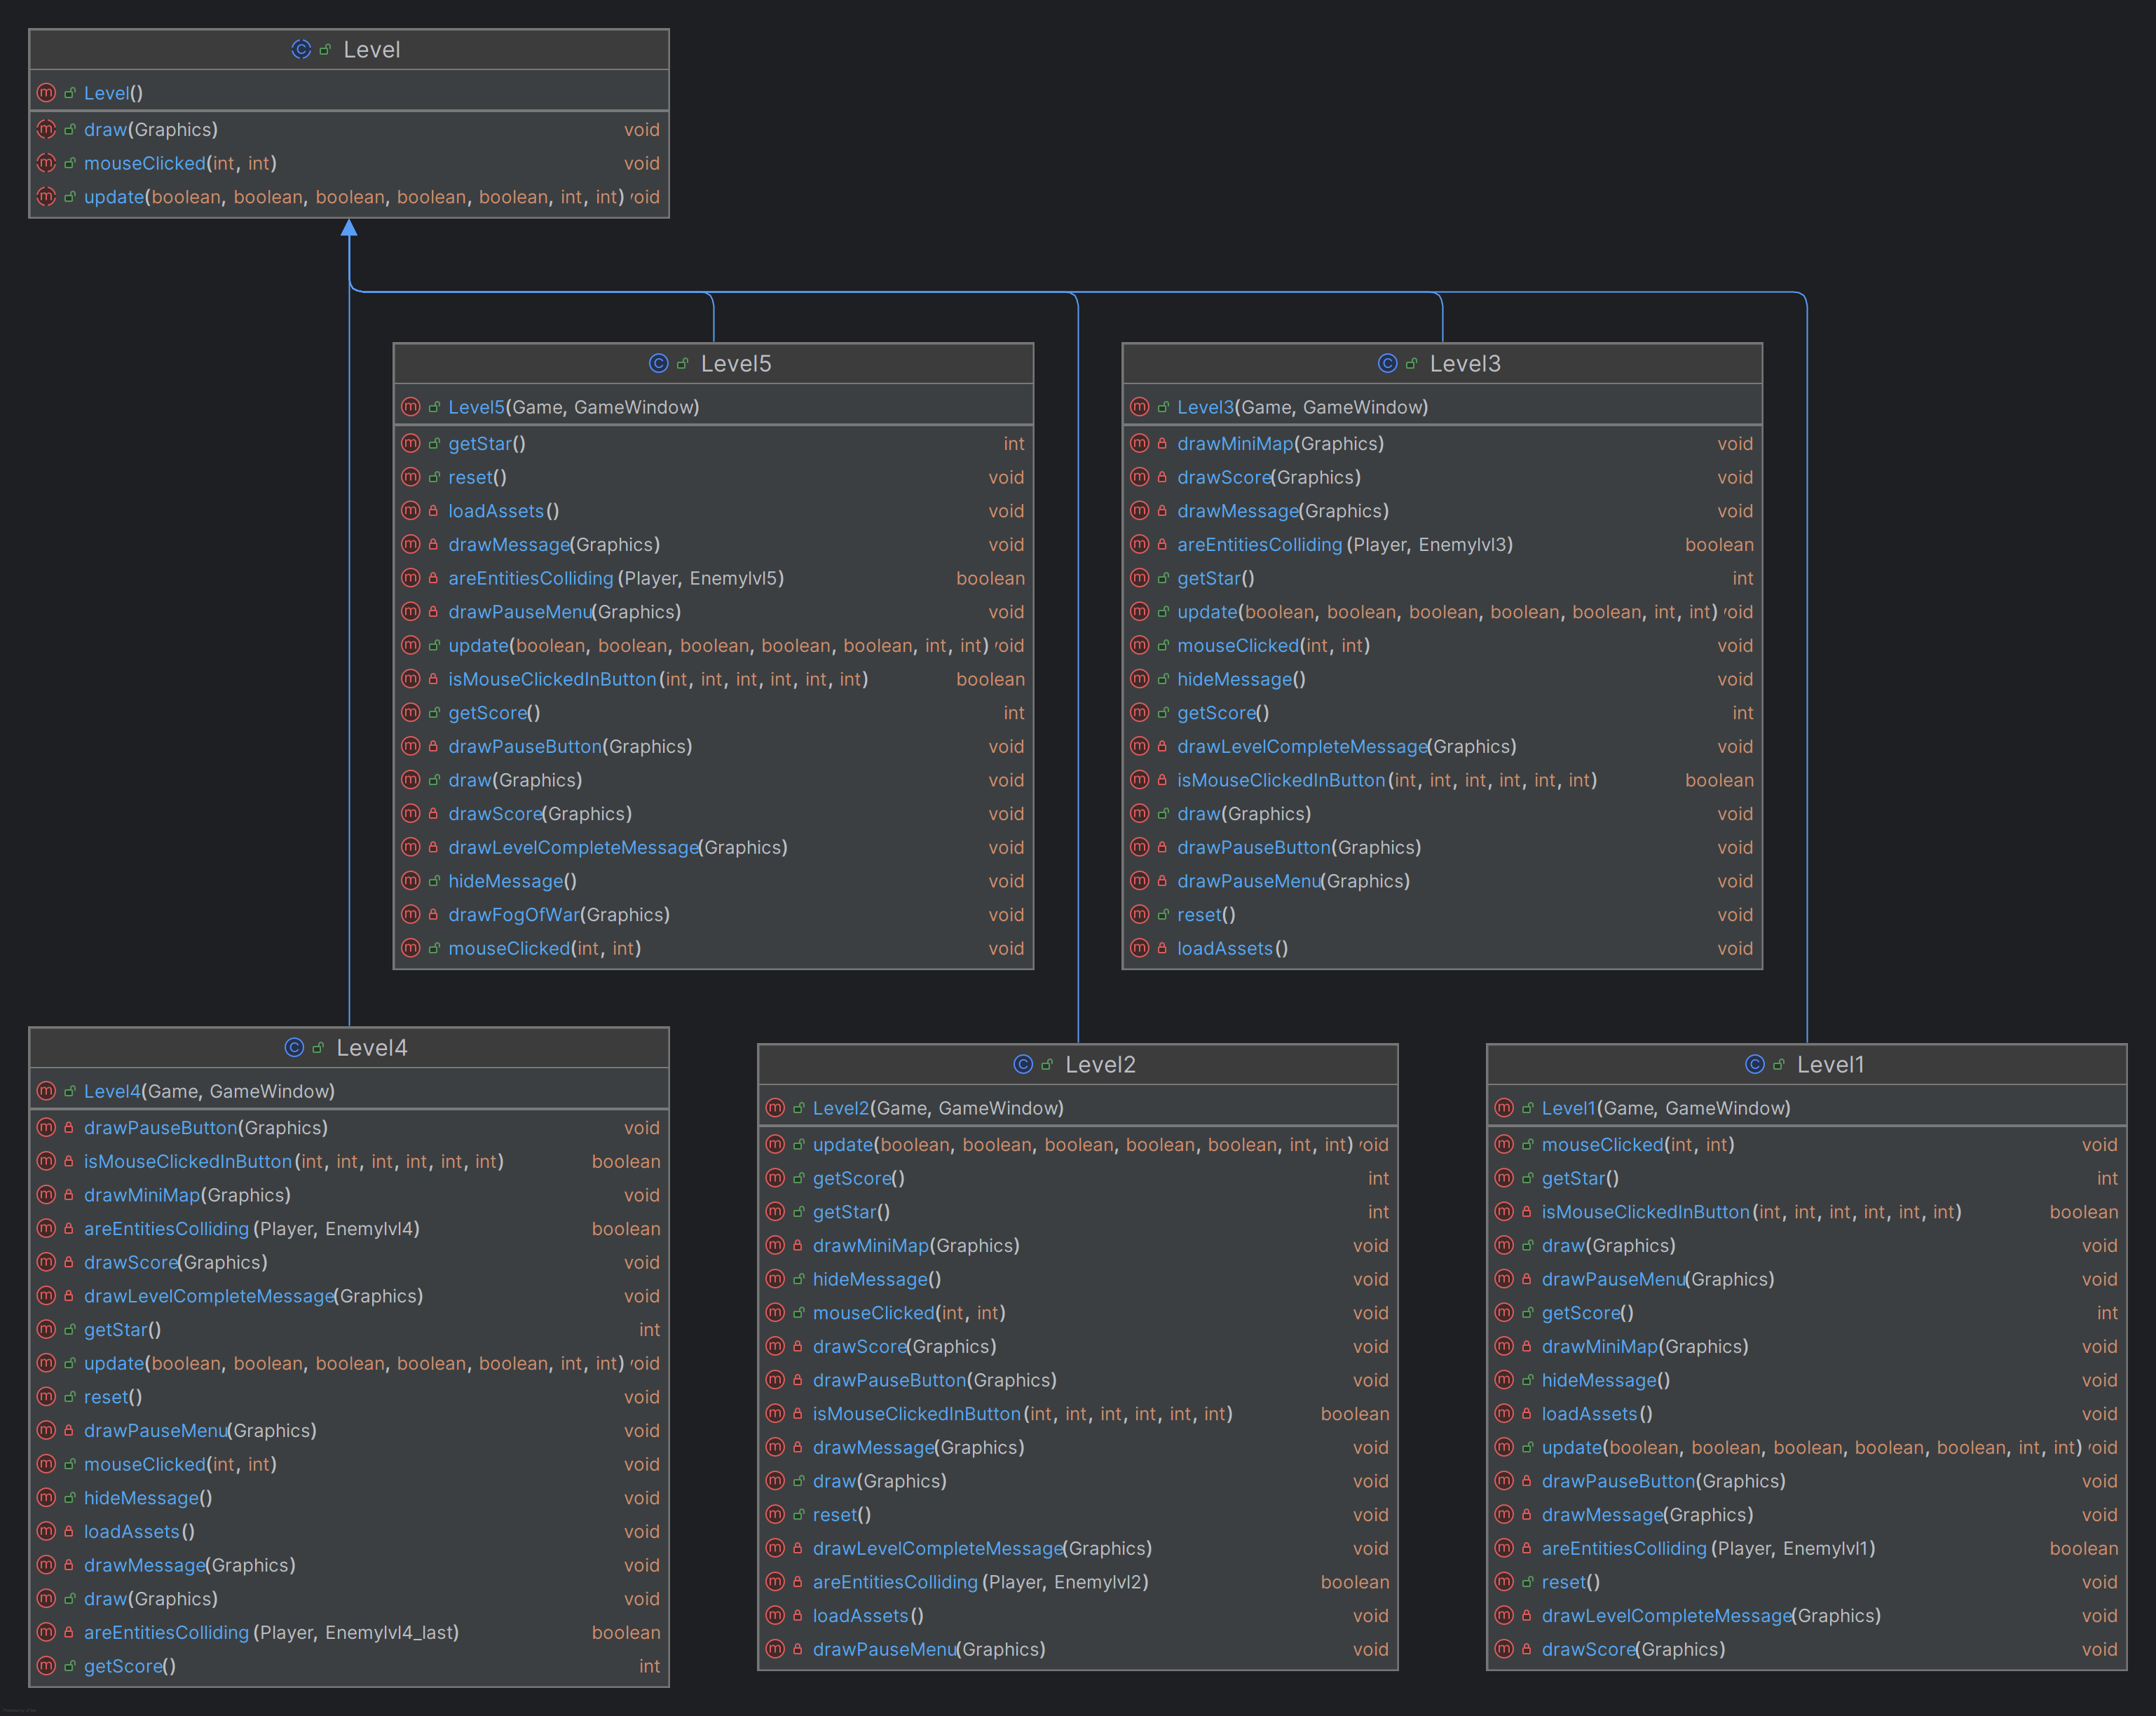 Level
Level()
draw(Graphics) void
mouseClicked(int, int) void
update(boolean, boolean, boolean, boolean, boolean, int, int) void
Level5
Level5(Game, GameWindow)
getStar() int
reset() void
loadAssets() void
drawMessage(Graphics) void
areEntitiesColliding(Player, Enemylvl5) boolean
drawPauseMenu(Graphics) void
update(boolean, boolean, boolean, boolean, boolean, int, int) void
isMouseClickedInButton(int, int, int, int, int, int) boolean
getScore() int
drawPauseButton(Graphics) void
draw(Graphics) void
drawScore(Graphics) void
drawLevelCompleteMessage(Graphics) void
hideMessage() void
drawFogOfWar(Graphics) void
mouseClicked(int, int) void
Level3
Level3(Game, GameWindow)
drawMiniMap(Graphics) void
drawScore(Graphics) void
drawMessage(Graphics) void
areEntitiesColliding(Player, Enemylvl3) boolean
getStar() int
update(boolean, boolean, boolean, boolean, boolean, int, int) void
mouseClicked(int, int) void
hideMessage() void
getScore() int
drawLevelCompleteMessage(Graphics) void
isMouseClickedInButton(int, int, int, int, int, int) boolean
draw(Graphics) void
drawPauseButton(Graphics) void
drawPauseMenu(Graphics) void
reset() void
loadAssets() void
Level4
Level4(Game, GameWindow)
drawPauseButton(Graphics) void
isMouseClickedInButton(int, int, int, int, int, int) boolean
drawMiniMap(Graphics) void
areEntitiesColliding(Player, Enemylvl4) boolean
drawScore(Graphics) void
drawLevelCompleteMessage(Graphics) void
getStar() int
update(boolean, boolean, boolean, boolean, boolean, int, int) void
reset() void
drawPauseMenu(Graphics) void
mouseClicked(int, int) void
hideMessage() void
loadAssets() void
drawMessage(Graphics) void
draw(Graphics) void
areEntitiesColliding(Player, Enemylvl4_last) boolean
getScore() int
Level2
Level2(Game, GameWindow)
update(boolean, boolean, boolean, boolean, boolean, int, int) void
getScore() int
getStar() int
drawMiniMap(Graphics) void
hideMessage() void
mouseClicked(int, int) void
drawScore(Graphics) void
drawPauseButton(Graphics) void
isMouseClickedInButton(int, int, int, int, int, int) boolean
drawMessage(Graphics) void
draw(Graphics) void
reset() void
drawLevelCompleteMessage(Graphics) void
areEntitiesColliding(Player, Enemylvl2) boolean
loadAssets() void
drawPauseMenu(Graphics) void
Level1
Level1(Game, GameWindow)
mouseClicked(int, int) void
getStar() int
isMouseClickedInButton(int, int, int, int, int, int) boolean
draw(Graphics) void
drawPauseMenu(Graphics) void
getScore() int
drawMiniMap(Graphics) void
hideMessage() void
loadAssets() void
update(boolean, boolean, boolean, boolean, boolean, int, int) void
drawPauseButton(Graphics) void
drawMessage(Graphics) void
areEntitiesColliding(Player, Enemylvl1) boolean
reset() void
drawLevelCompleteMessage(Graphics) void
drawScore(Graphics) void